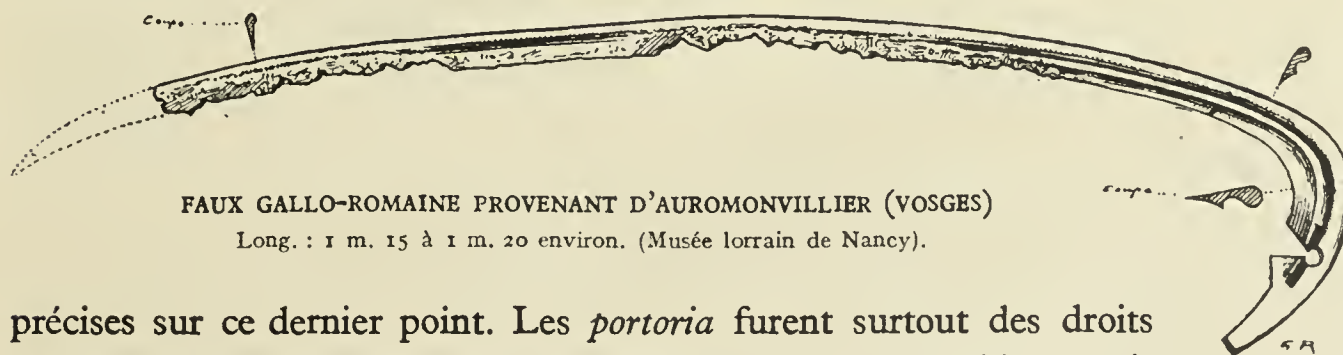 Coupe
FAUX GALLO-ROMAINE PROVENANT D'AUROMONVILLIER (VOSGES)
Long. : 1 m. 15 à 1 m. 20 environ. (Musée lorrain de Nancy).
Coupe
précises sur ce dernier point. Les portoria furent surtout des droits